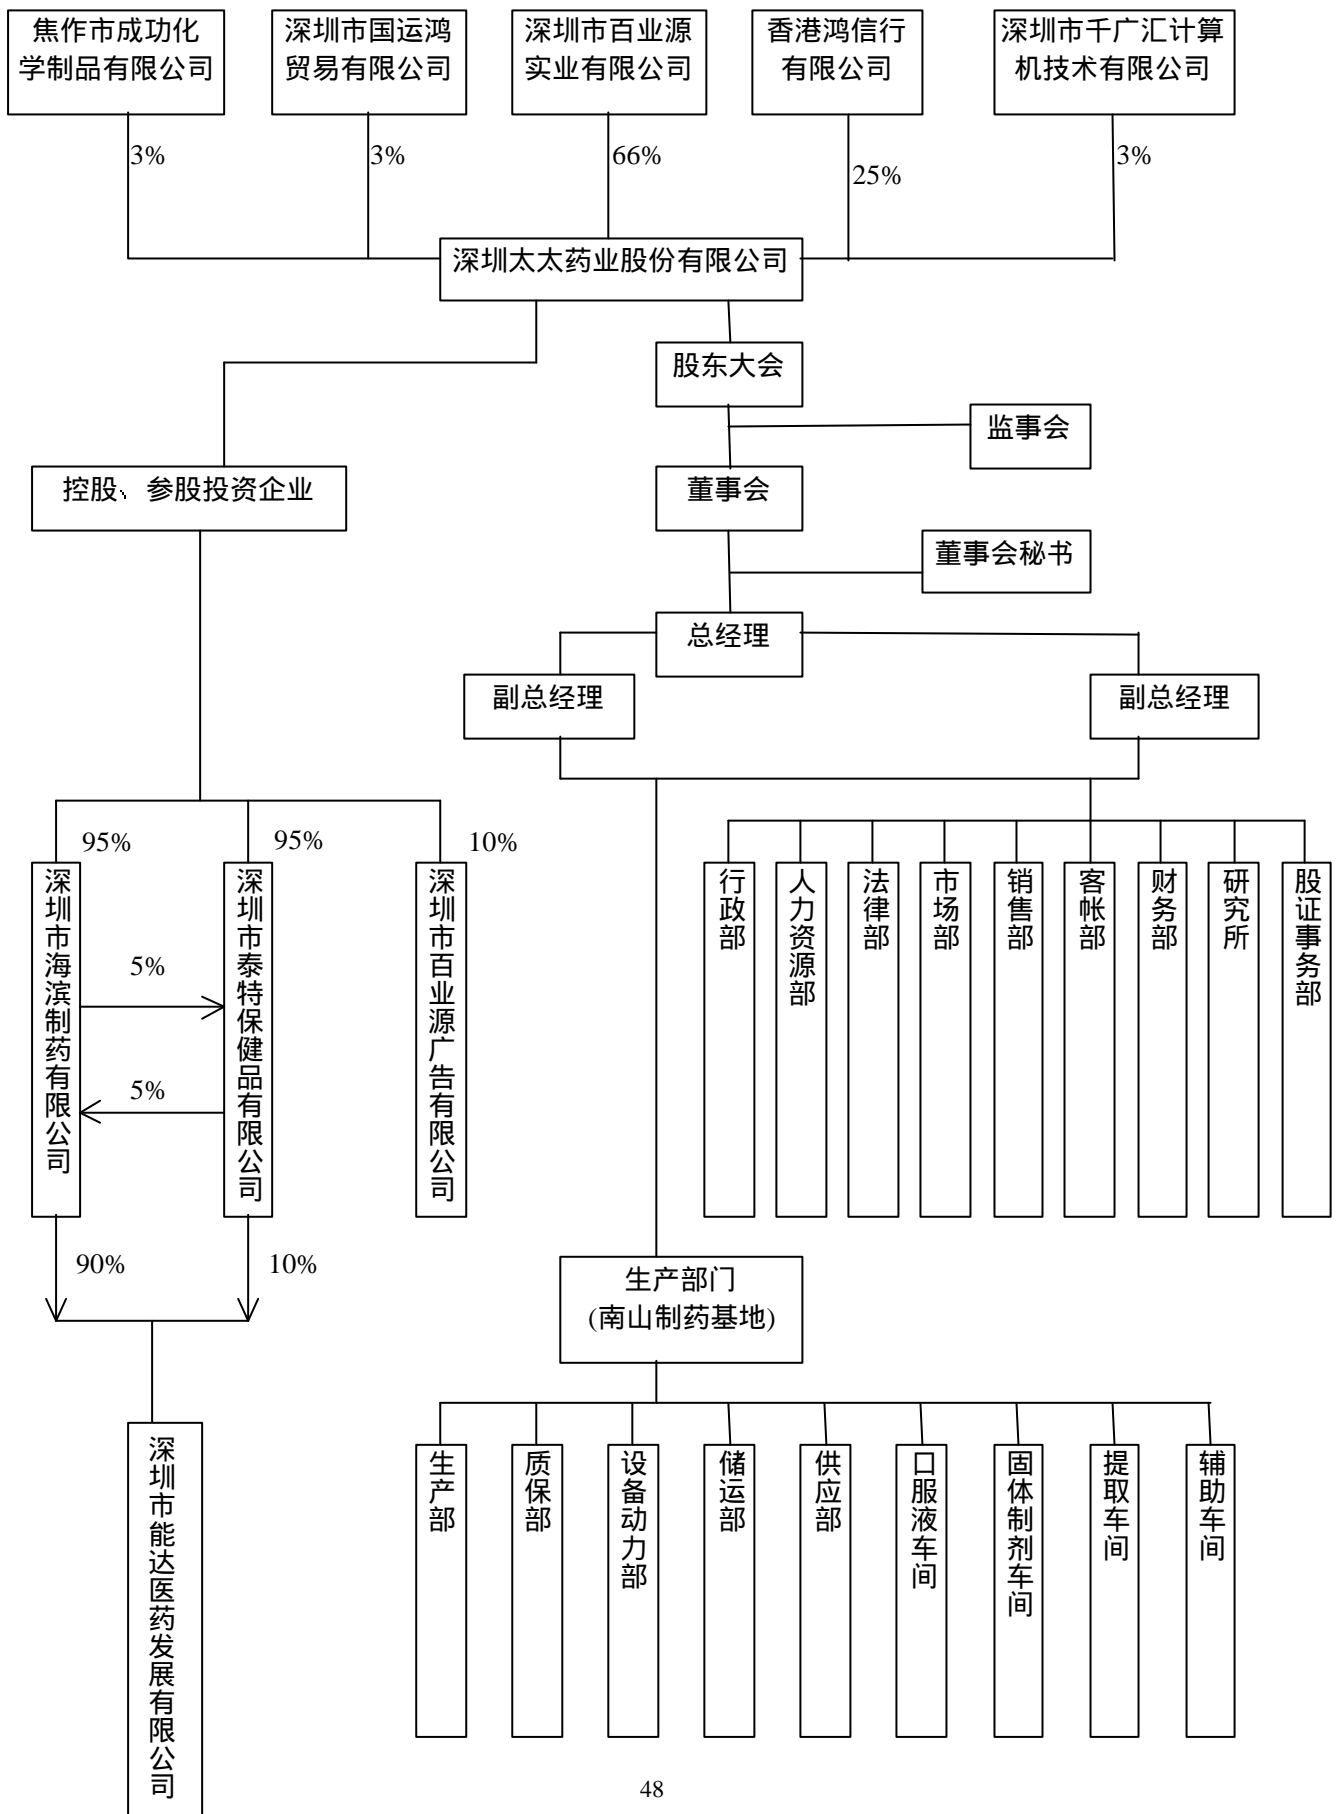 焦作市成功化
学制品有限公司
深圳市国运鸿
贸易有限公司
深圳市百业源
实业有限公司
香港鸿信行
有限公司
深圳市千广汇计算
机技术有限公司
3%
3%
66%
25%
3%
深圳太太药业股份有限公司
股东大会
监事会
控股、参股投资企业
董事会
董事会秘书
总经理
副总经理
副总经理
95%
95%
10%
深圳市海滨制药有限公司
深圳市泰特保健品有限公司
深圳市百业源广告有限公司
5%
5%
行政部
人力资源部
法律部
市场部
销售部
客帐部
财务部
研究所
股证事务部
90%
10%
生产部门
(南山制药基地)
深圳市能达医药发展有限公司
生产部
质保部
设备动力部
储运部
供应部
口服液车间
固体制剂车间
提取车间
辅助车间
48